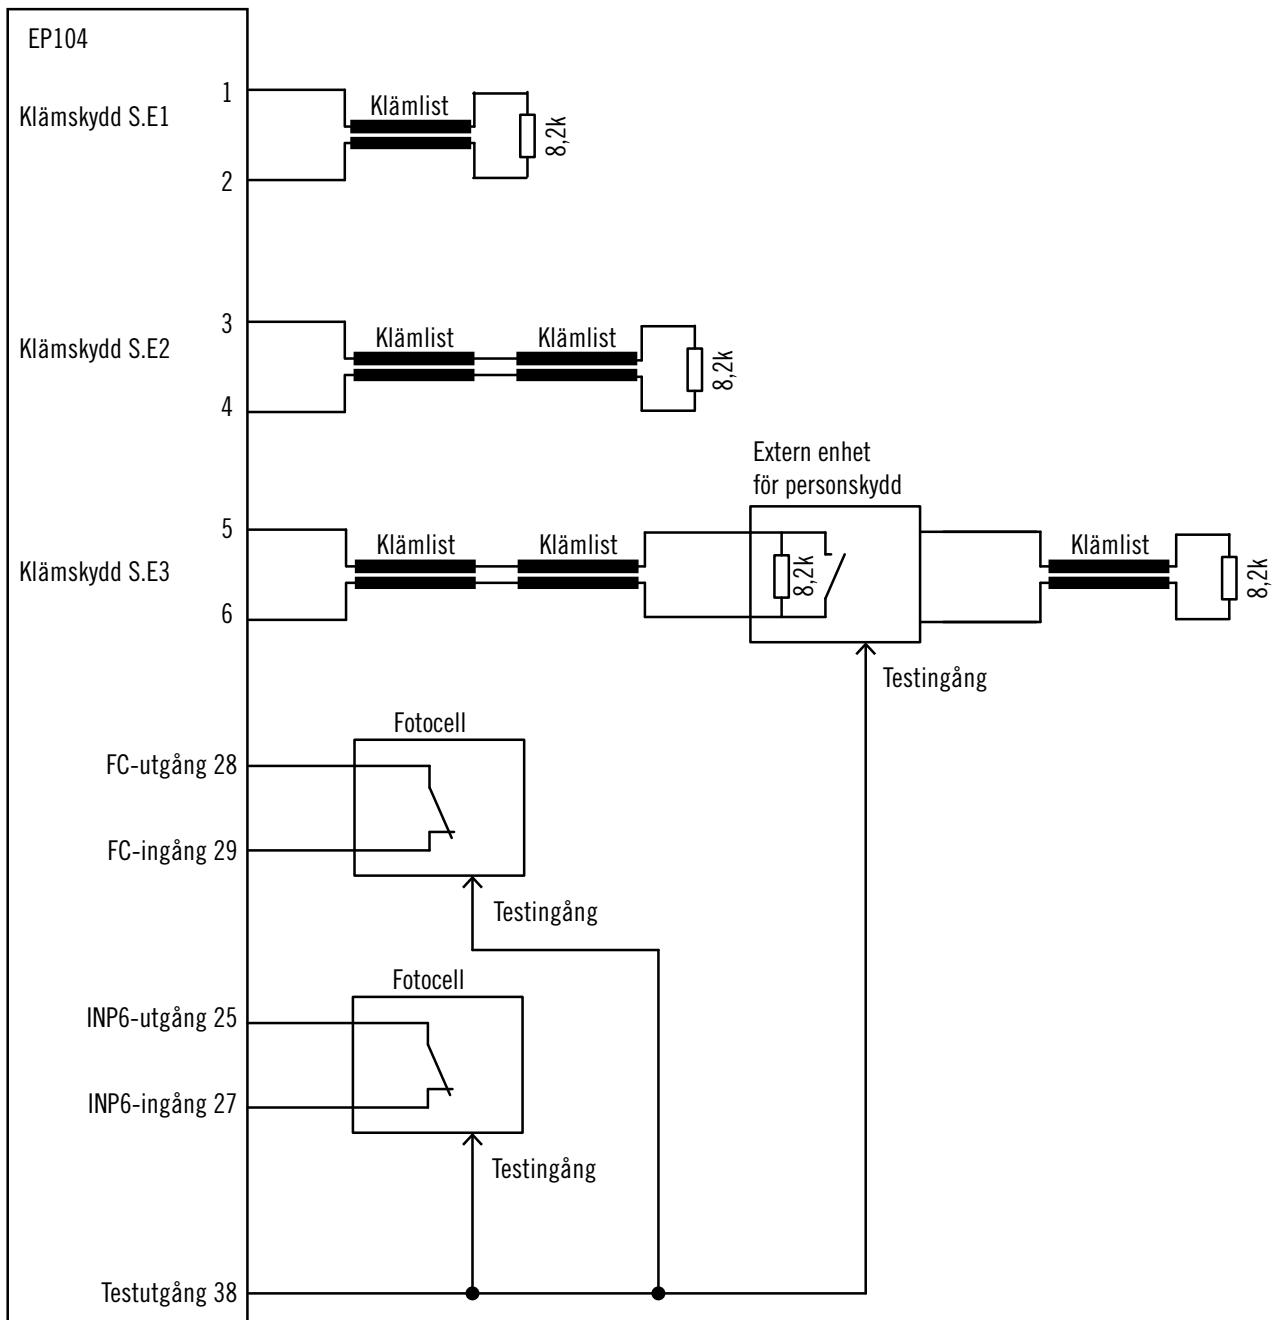 EP104
1
Klämskydd S.E1
Klämlist
8,2k
2
3
Klämskydd S.E2
Klämlist
Klämlist
8,2k
4
Extern enhet
för personskydd
5
Klämskydd S.E3
Klämlist
Klämlist
8,2k
Klämlist
8,2k
6
Testingång
Fotocell
FC-utgång 28
FC-ingång 29
Testingång
Fotocell
INP6-utgång 25
INP6-ingång 27
Testingång
Testutgång 38